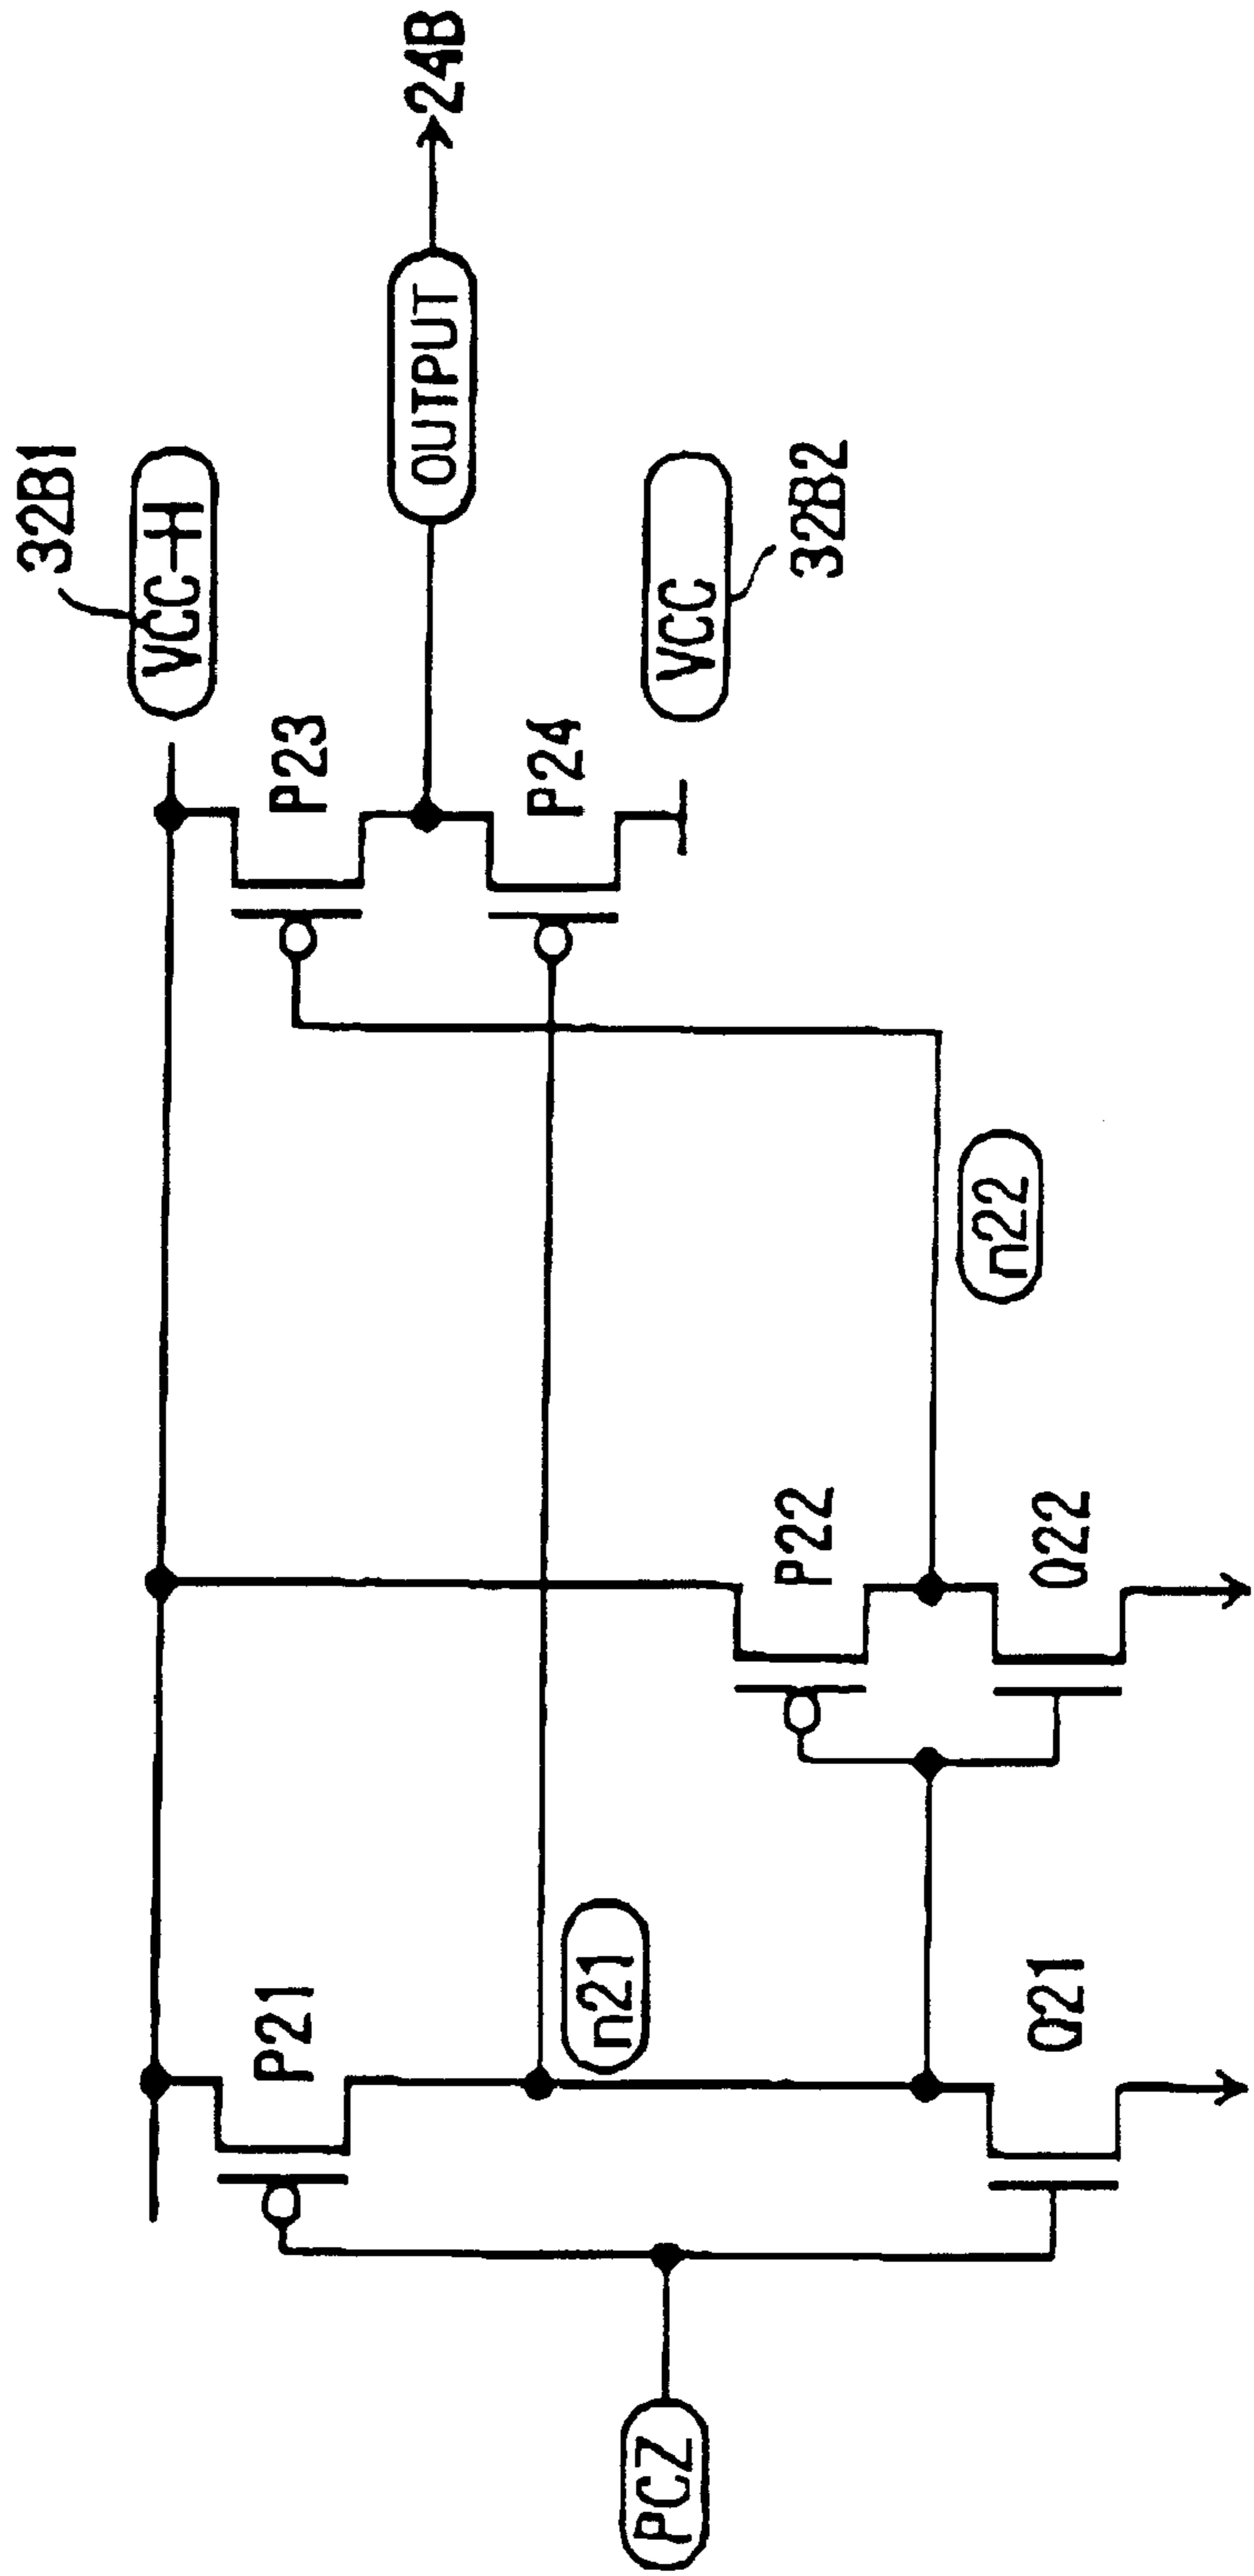 32B1
VCC-H
P21
P23
OUTPUT
24B
n21
P24
P22
VCC
32B2
PCZ
n22
Q21
Q22